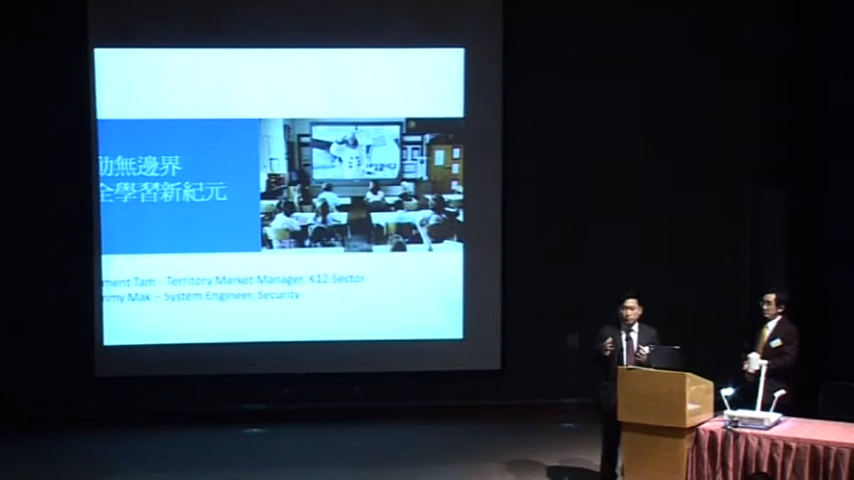 動無邊界
全學習新紀元
ment Tam - Territory Market Manager, K12 Sector
nmy Mak – System Engineer, Security